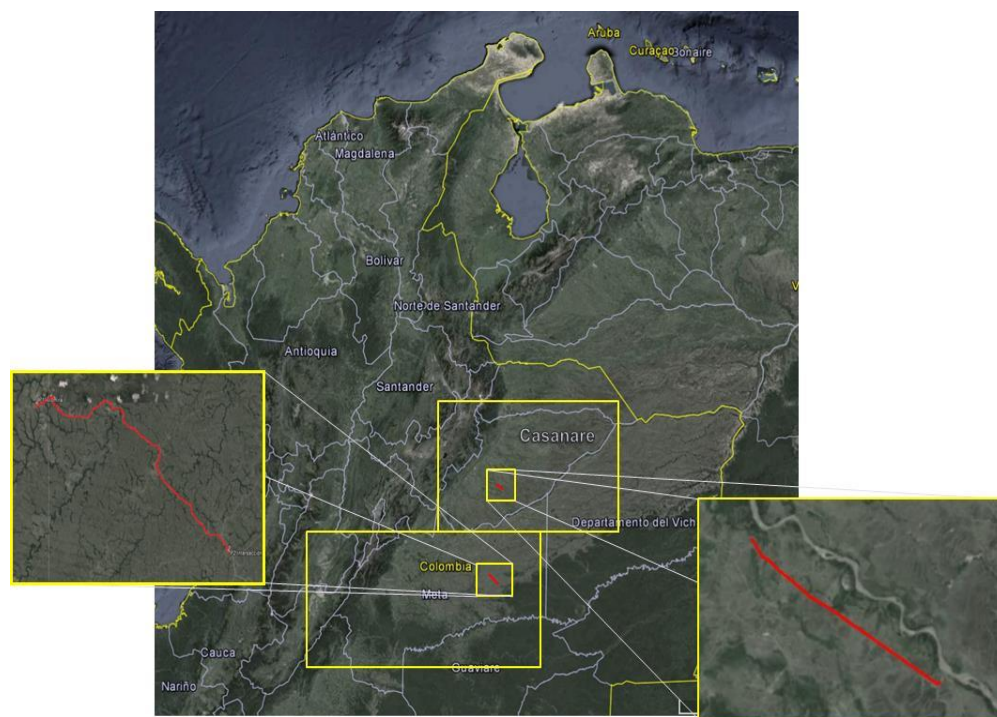 Aruba
Curaçao
Bonaire
Atlántico
Magdalena
Bolívar
Norte de Santander
Antioquia
Santander
Casanare
Departamento del Vich
Colombia
Meta
Guaviare
Cauca
Nariño